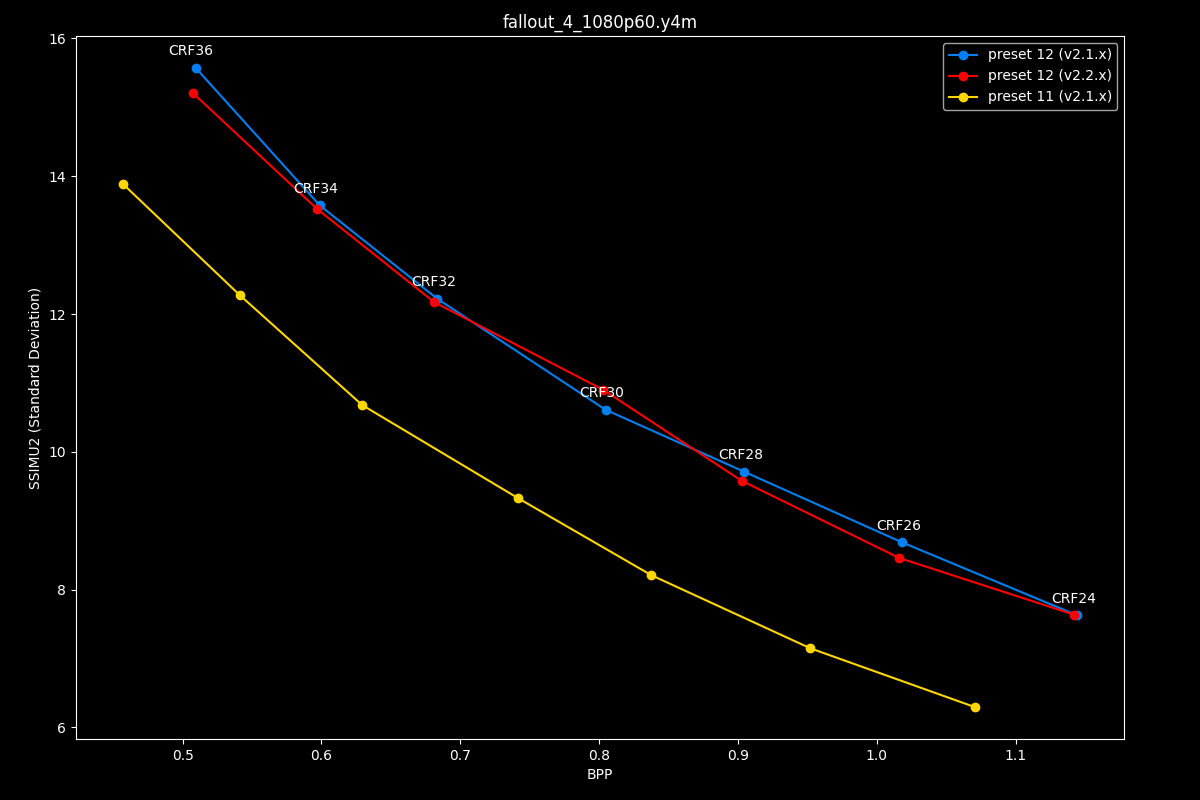 fallout_4_1080p60.y4m
preset 12 (v2.1.x)
preset 12 (v2.2.x)
preset 11 (v2.1.x)
CRF36
CRF34
CRF32
CRF30
CRF28
CRF26
CRF24
SSIMU2 (Standard Deviation)
16
14
12
10
8
6
0.5 0.6 0.7 0.8 0.9 1.0 1.1
BPP